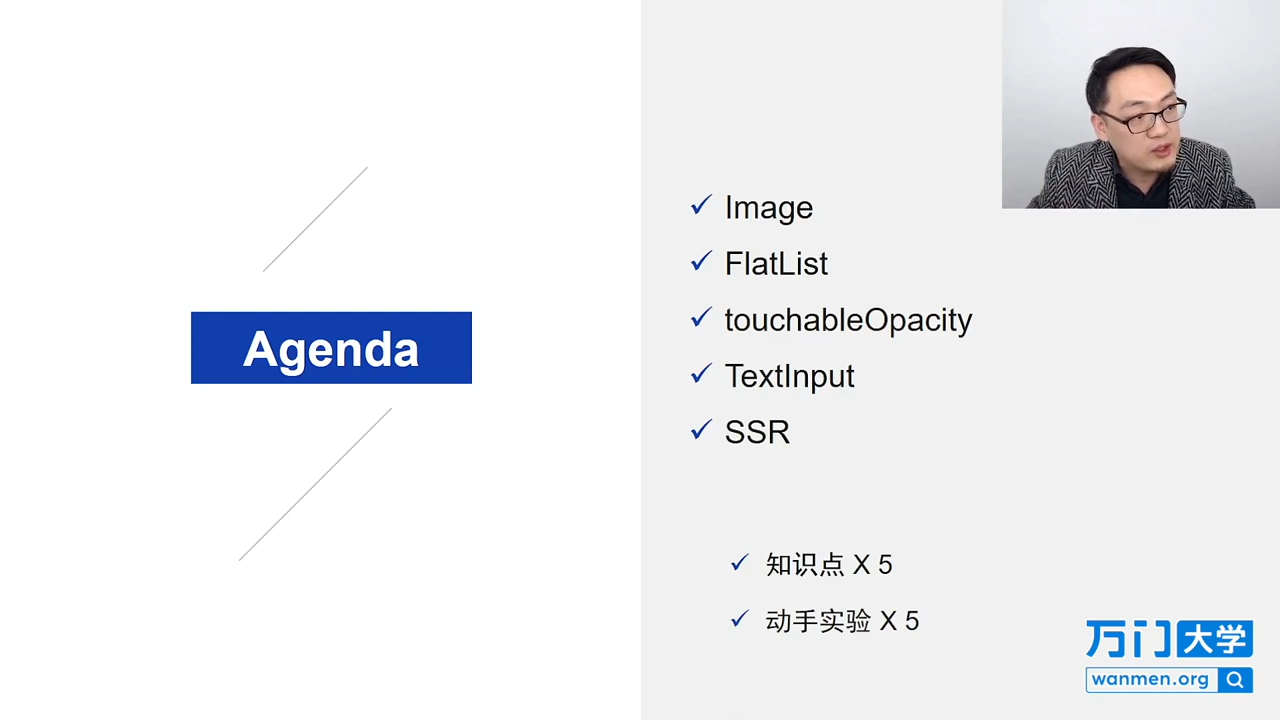 Agenda
Image
FlatList
touchableOpacity
TextInput
SSR
知识点 X 5
动手实验 X 5
万门大学
wanmen.org